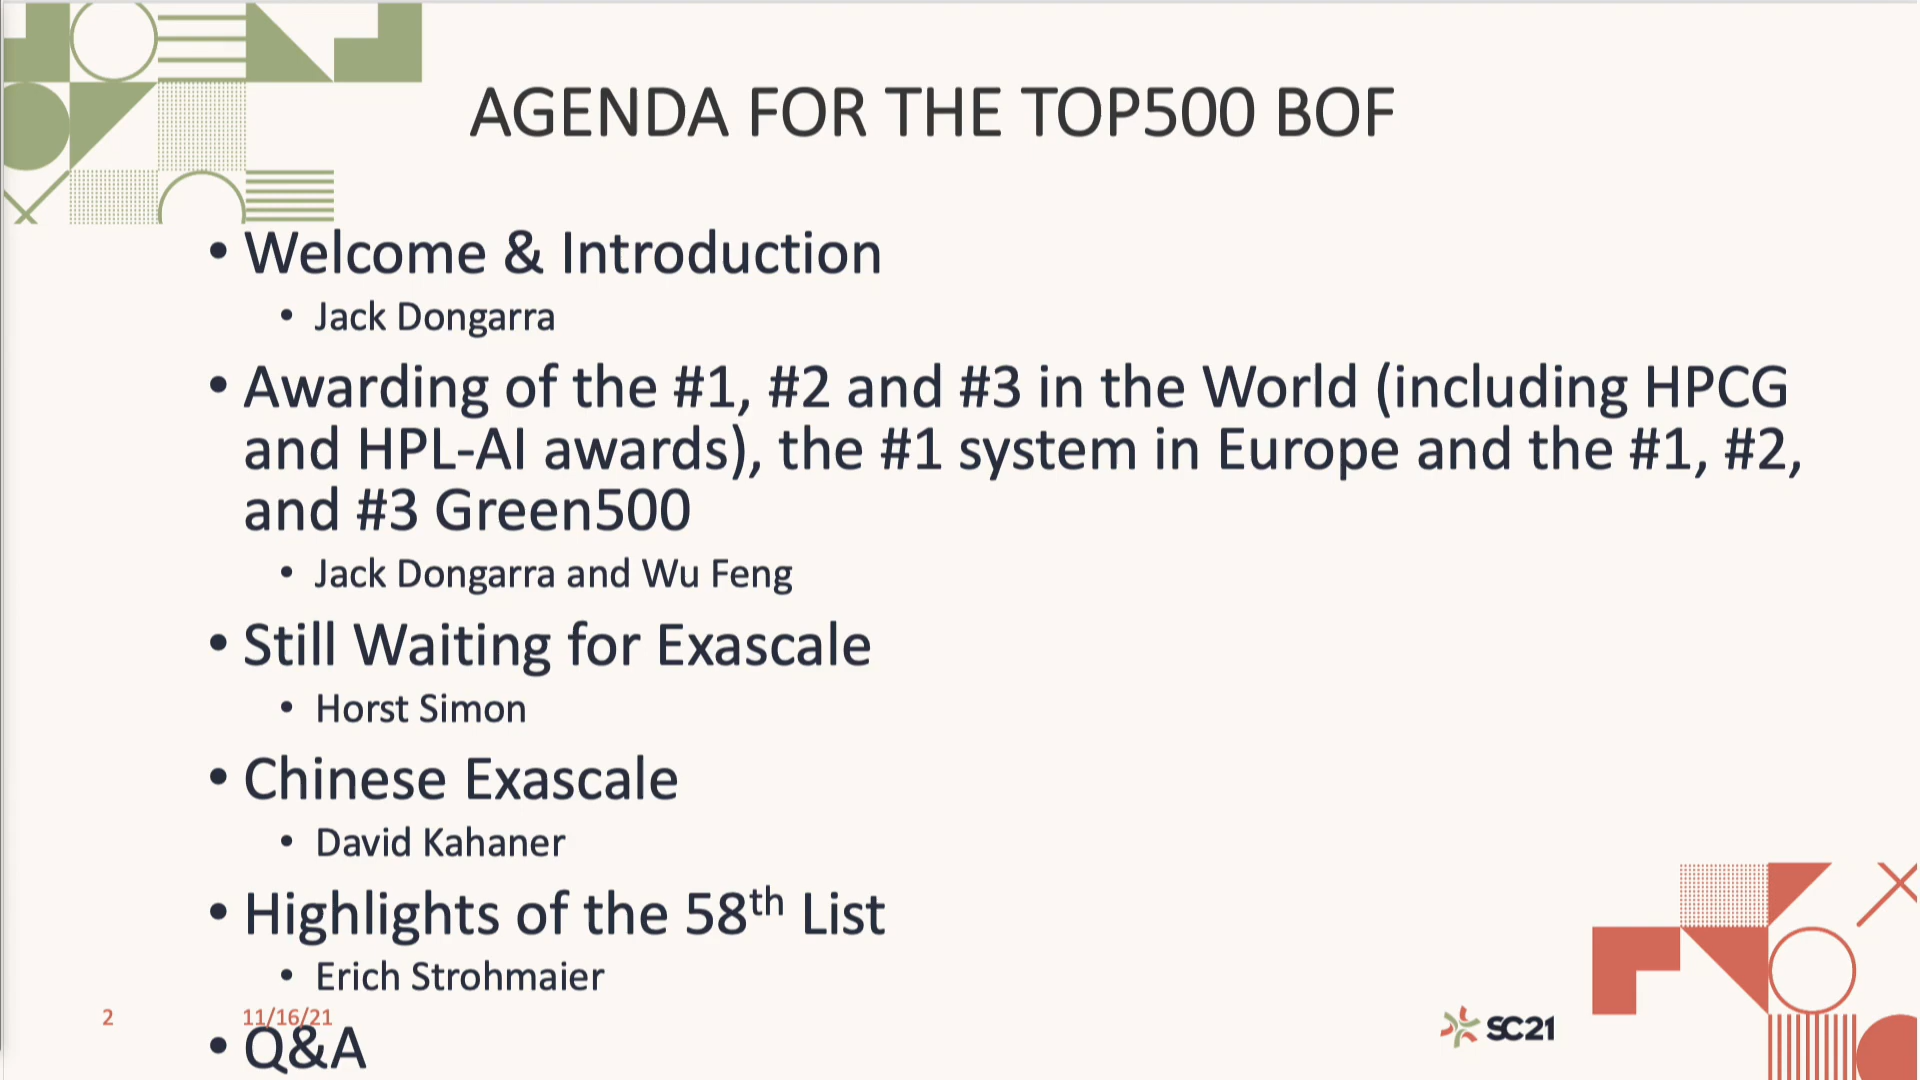 AGENDA FOR THE TOP500 BOF
• Welcome & Introduction
• Jack Dongarra
• Awarding of the #1, #2 and #3 in the World (including HPCG
and HPL-AI awards), the #1 system in Europe and the #1, #2,
and #3 Green500
• Jack Dongarra and Wu Feng
• Still Waiting for Exascale
• Horst Simon
• Chinese Exascale
• David Kahaner
• Highlights of the 58th List
• Erich Strohmaier
2 11/16/21
• Q&A
SC21